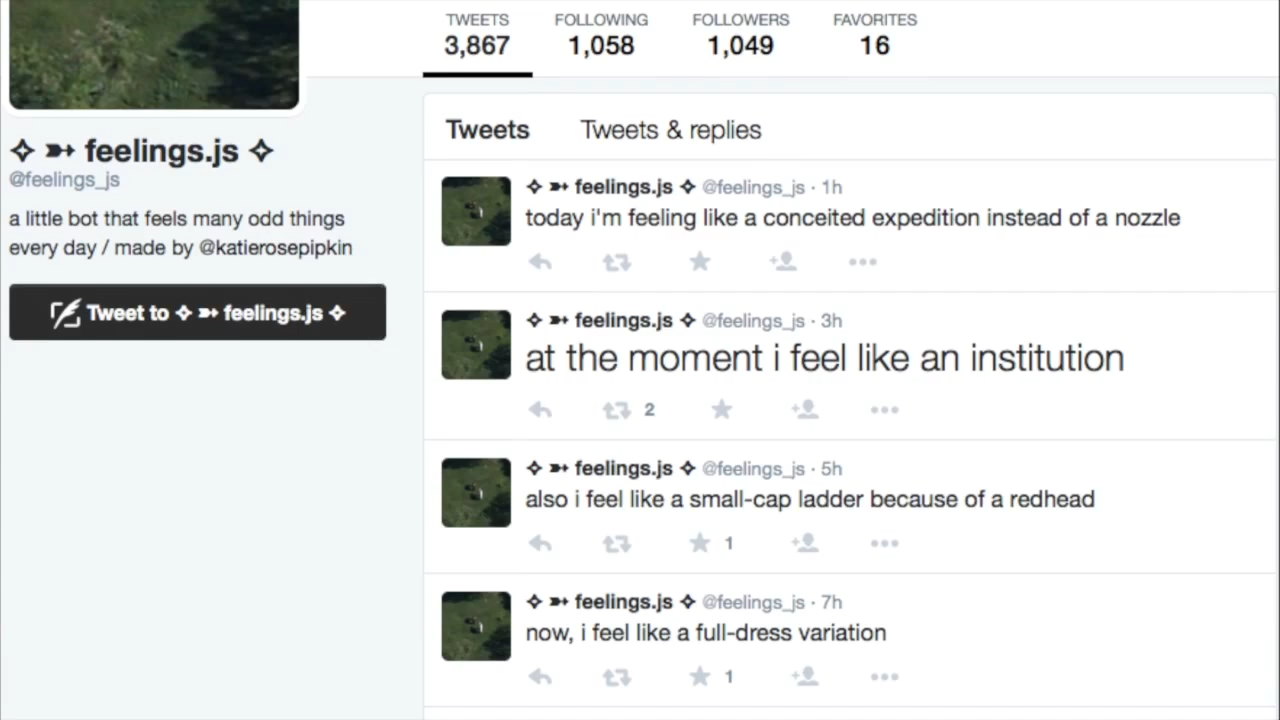 TWEETS FOLLOWING FOLLOWERS FAVORITES
3,867 1,058 1,049 16
✧ ➽ feelings.js ✧
@feelings_js
a little bot that feels many odd things
every day / made by @katierosepipkin
Tweet to ✧ ➽ feelings.js ✧
Tweets Tweets & replies
✧ ➽ feelings.js ✧ @feelings_js · 1h
today i'm feeling like a conceited expedition instead of a nozzle
✧ ➽ feelings.js ✧ @feelings_js · 3h
at the moment i feel like an institution
2
✧ ➽ feelings.js ✧ @feelings_js · 5h
also i feel like a small-cap ladder because of a redhead
1
✧ ➽ feelings.js ✧ @feelings_js · 7h
now, i feel like a full-dress variation
1